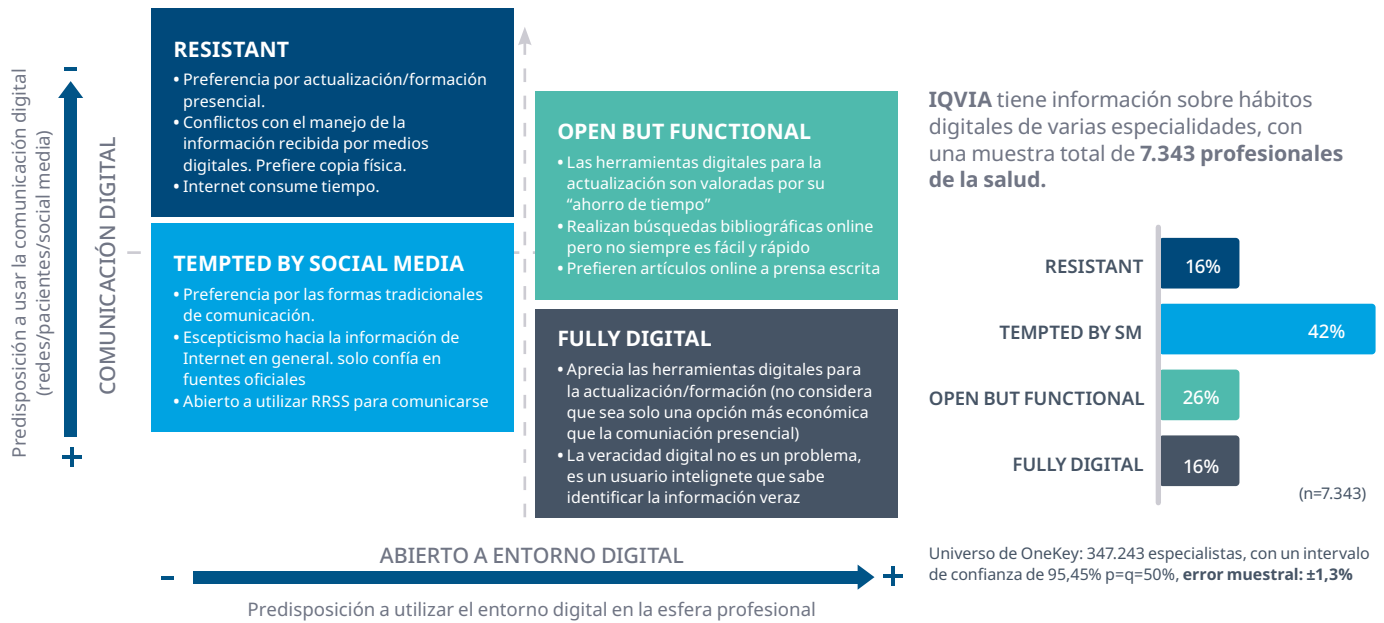 Predisposición a usar la comunicación digital
(redes/pacientes/social media)
COMUNICACIÓN DIGITAL
-
+
RESISTANT
• Preferencia por actualización/formación
presencial.
• Conflictos con el manejo de la
información recibida por medios
digitales. Prefiere copia física.
• Internet consume tiempo.
TEMPTED BY SOCIAL MEDIA
• Preferencia por las formas tradicionales
de comunicación.
• Escepticismo hacia la información de
Internet en general. solo confía en
fuentes oficiales
• Abierto a utilizar RRSS para comunicarse
OPEN BUT FUNCTIONAL
• Las herramientas digitales para la
actualización son valoradas por su
“ahorro de tiempo”
• Realizan búsquedas bibliográficas online
pero no siempre es fácil y rápido
• Prefieren artículos online a prensa escrita
FULLY DIGITAL
• Aprecia las herramientas digitales para
la actualización/formación (no considera
que sea solo una opción más económica
que la comuniación presencial)
• La veracidad digital no es un problema,
es un usuario intelignete que sabe
identificar la información veraz
ABIERTO A ENTORNO DIGITAL
- +
Predisposición a utilizar el entorno digital en la esfera profesional
IQVIA tiene información sobre hábitos
digitales de varias especialidades, con
una muestra total de 7.343 profesionales
de la salud.
RESISTANT 16%
TEMPTED BY SM 42%
OPEN BUT FUNCTIONAL 26%
FULLY DIGITAL 16%
(n=7.343)
Universo de OneKey: 347.243 especialistas, con un intervalo
de confianza de 95,45% p=q=50%, error muestral: ±1,3%